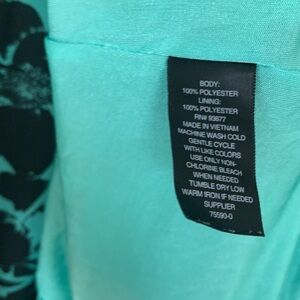 BODY:
100% POLYESTER
LINING:
100% POLYESTER
RN# 93677
MADE IN VIETNAM
MACHINE WASH COLD
GENTLE CYCLE
WITH LIKE COLORS
USE ONLY NON-
CHLORINE BLEACH
WHEN NEEDED
TUMBLE DRY LOW
WARM IRON IF NEEDED
SUPPLIER
75590-0